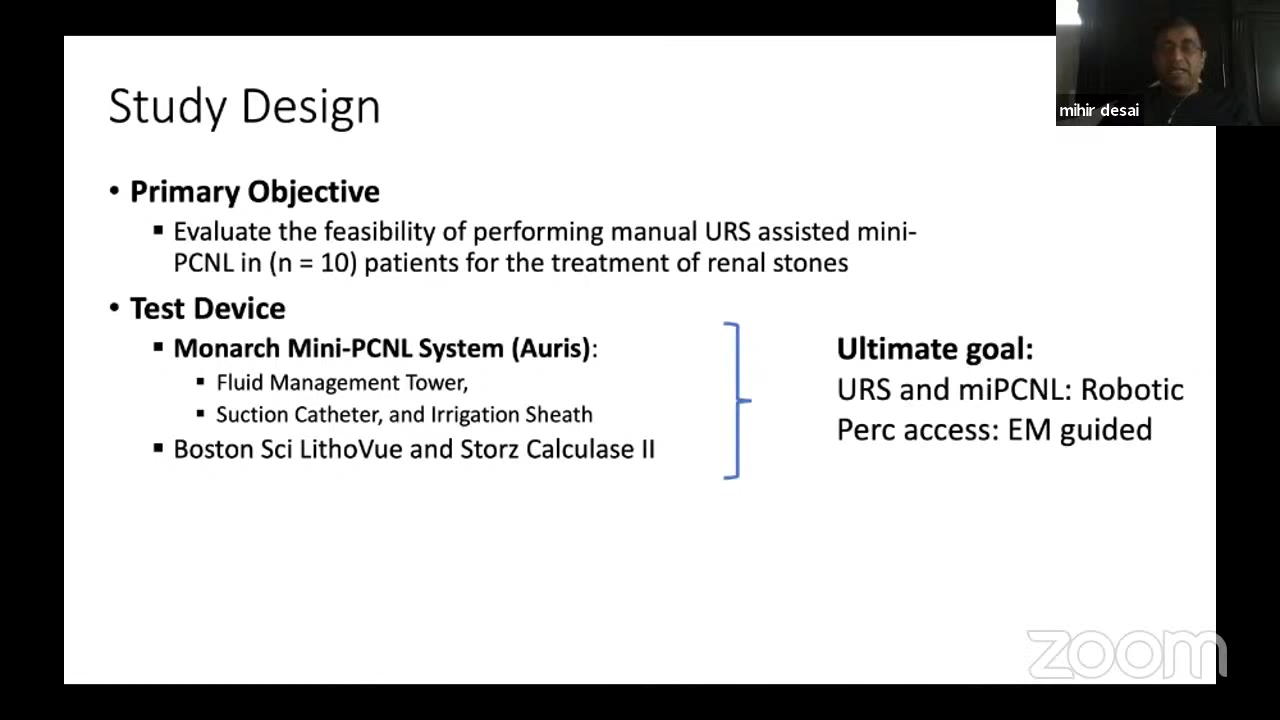 mihir desai
Study Design
• Primary Objective
▪ Evaluate the feasibility of performing manual URS assisted mini-
PCNL in (n = 10) patients for the treatment of renal stones
• Test Device
▪ Monarch Mini-PCNL System (Auris):
▪ Fluid Management Tower,
▪ Suction Catheter, and Irrigation Sheath
▪ Boston Sci LithoVue and Storz Calculase II
Ultimate goal:
URS and miPCNL: Robotic
Perc access: EM guided
zoom